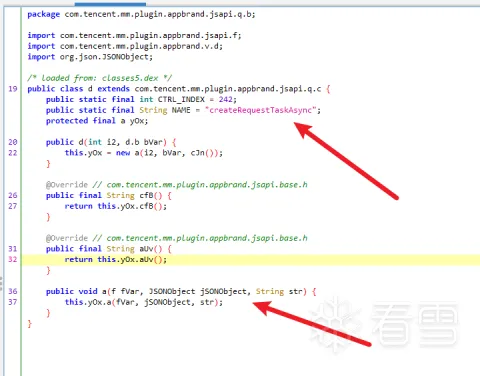 package com.tencent.mm.plugin.appbrand.jsapi.q.b;
import com.tencent.mm.plugin.appbrand.jsapi.f;
import com.tencent.mm.plugin.appbrand.v.d;
import org.json.JSONObject;
/* loaded from: classes5.dex */
19 public class d extends com.tencent.mm.plugin.appbrand.jsapi.q.c {
public static final int CTRL_INDEX = 242;
public static final String NAME = "createRequestTaskAsync";
protected final a yOx;
20 public d(int i2, d.b bVar) {
22 this.yOx = new a(i2, bVar, cJn());
}
@Override // com.tencent.mm.plugin.appbrand.jsapi.base.h
26 public final String cfB() {
27 return this.yOx.cfB();
}
@Override // com.tencent.mm.plugin.appbrand.jsapi.base.h
31 public final String aUv() {
32 return this.yOx.aUv();
}
36 public void a(f fVar, JSONObject jSONObject, String str) {
37 this.yOx.a(fVar, jSONObject, str);
}
}
看雪